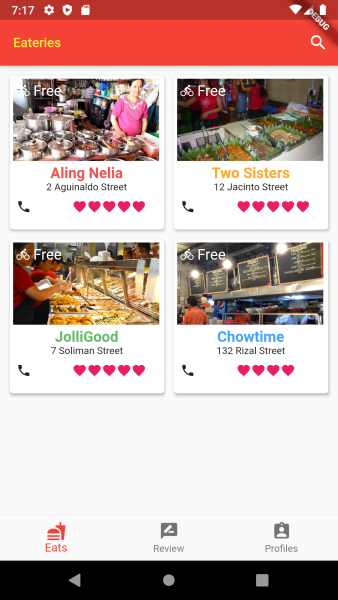 7:17
DEBUG
Eateries
Free
Free
Aling Nelia
Two Sisters
2 Aguinaldo Street
12 Jacinto Street
Free
Free
JolliGood
Chowtime
7 Soliman Street
132 Rizal Street
Eats
Review
Profiles